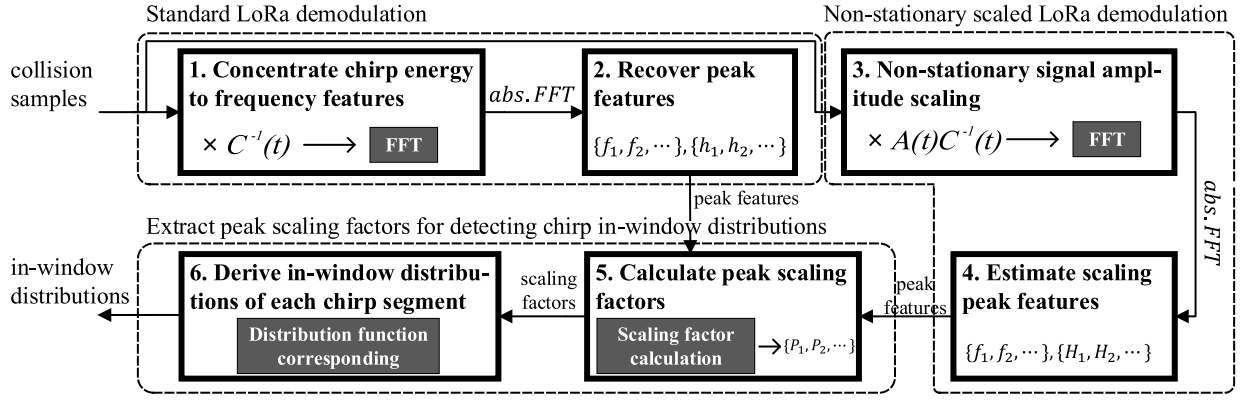 Standard LoRa demodulation
Non-stationary scaled LoRa demodulation
collision
samples
1. Concentrate chirp energy
to frequency features
× C⁻¹(t) ⟶ FFT
abs.FFT
2. Recover peak
features
{f₁, f₂, ⋯}, {h₁, h₂, ⋯}
3. Non-stationary signal ampl-
itude scaling
× A(t)C⁻¹(t) ⟶ FFT
abs.FFT
peak features
Extract peak scaling factors for detecting chirp in-window distributions
in-window
distributions
6. Derive in-window distribu-
tions of each chirp segment
Distribution function
corresponding
scaling
factors
5. Calculate peak scaling
factors
Scaling factor
calculation
→{P₁, P₂, ⋯}
peak
features
4. Estimate scaling
peak features
{f₁, f₂, ⋯}, {H₁, H₂, ⋯}